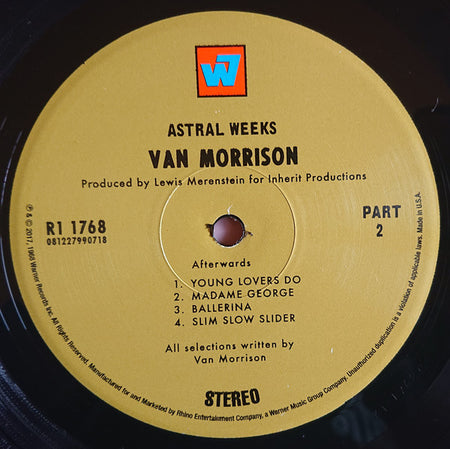 W7
ASTRAL WEEKS
VAN MORRISON
Produced by Lewis Merenstein for Inherit Productions
R1 1768
081227990718
PART
2
Afterwards
1. YOUNG LOVERS DO
2. MADAME GEORGE
3. BALLERINA
4. SLIM SLOW SLIDER
All selections written by
Van Morrison
STEREO
℗ & © 2017, 1968 Warner Records Inc. All Rights Reserved. Manufactured for and Marketed by Rhino Entertainment Company, a Warner Music Group Company. Unauthorized duplication is a violation of applicable laws. Made in U.S.A.